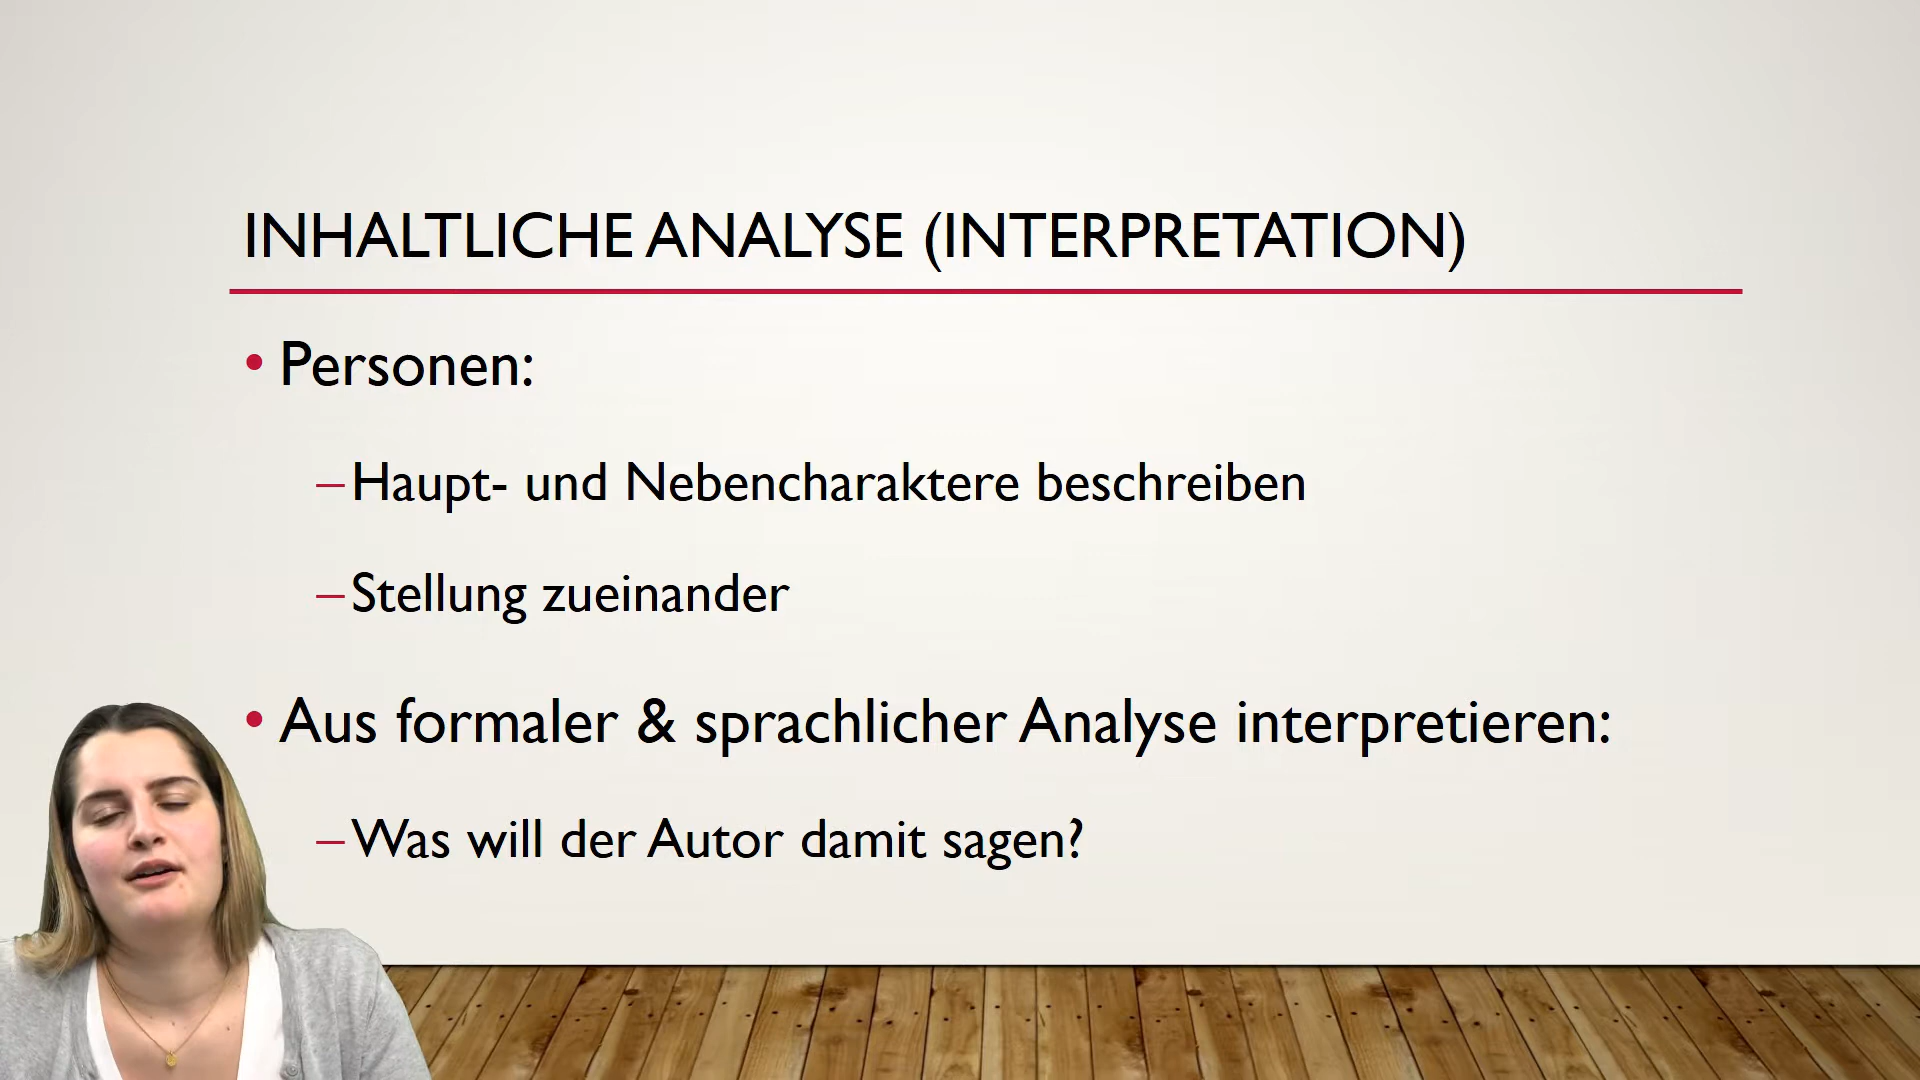 INHALTLICHE ANALYSE (INTERPRETATION)
• Personen:
– Haupt- und Nebencharaktere beschreiben
– Stellung zueinander
• Aus formaler & sprachlicher Analyse interpretieren:
– Was will der Autor damit sagen?